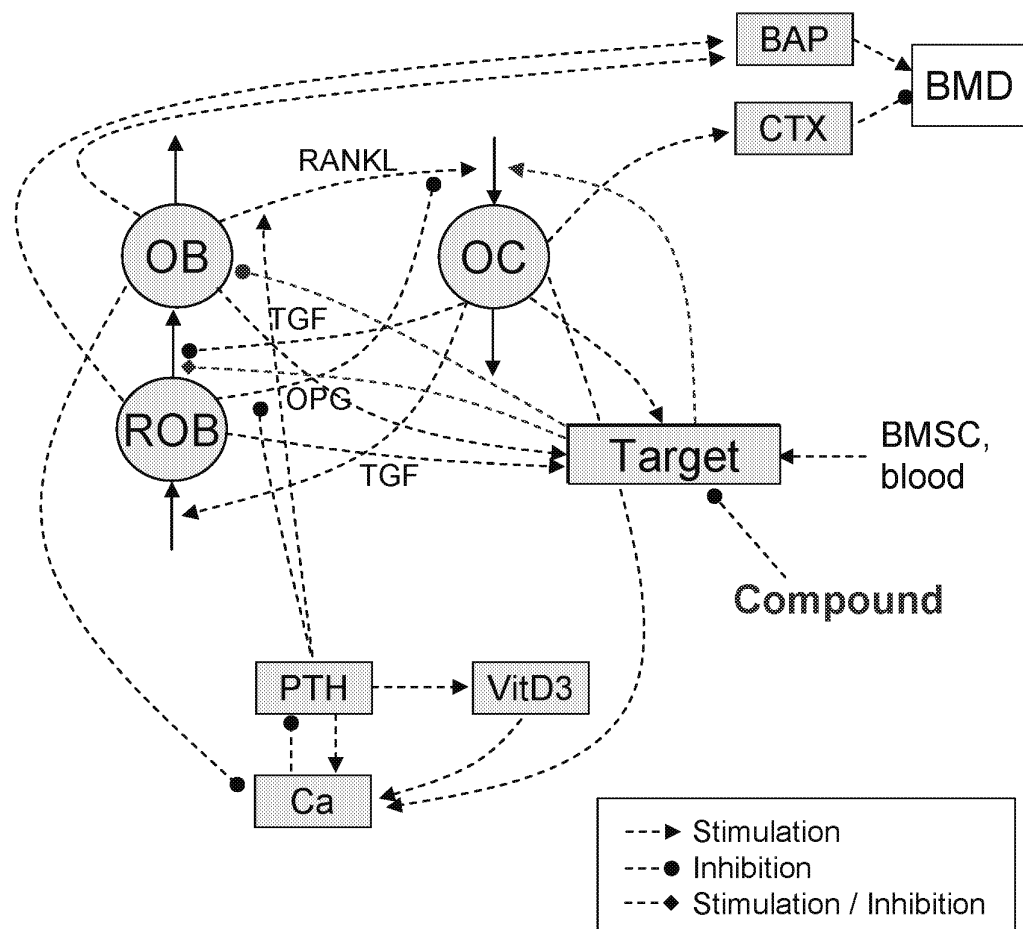 BAP
BMD
CTX
RANKL
OB
OC
TGF
OPG
ROB
TGF
Target
BMSC,
blood
Compound
PTH
VitD3
Ca
Stimulation
Inhibition
Stimulation / Inhibition